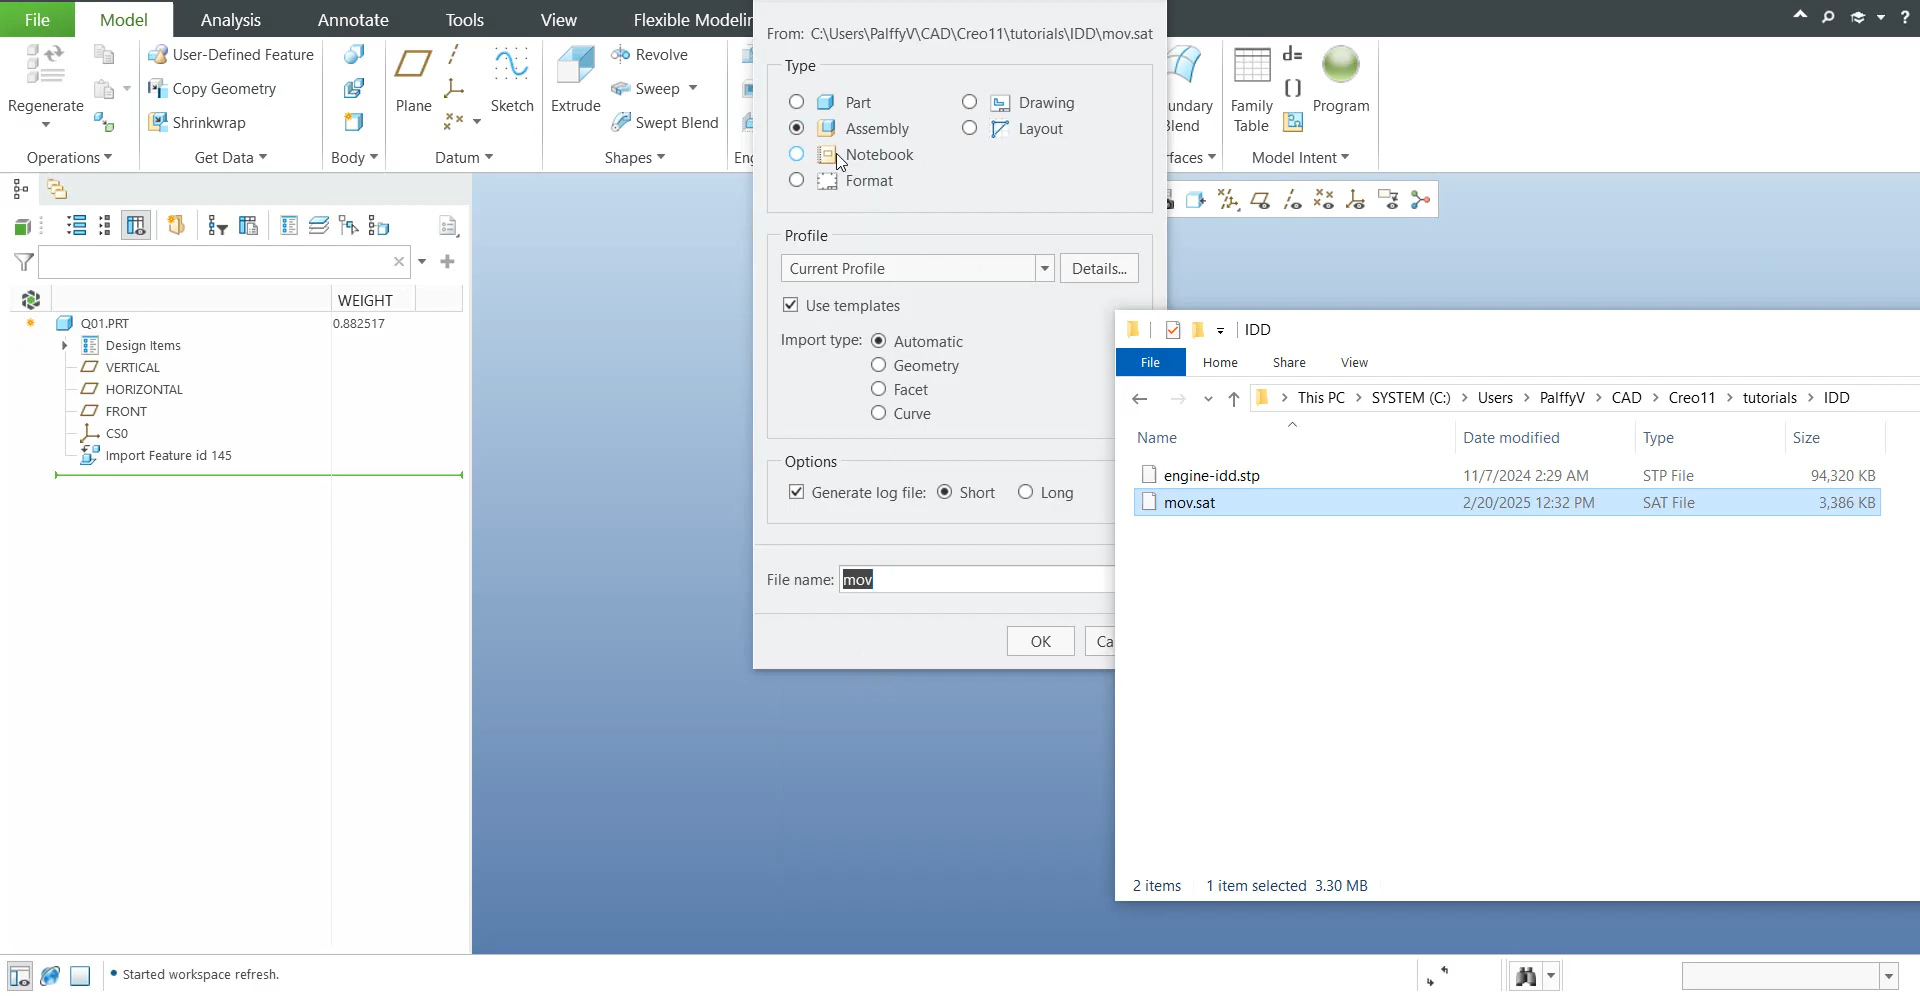 File Model Analysis Annotate Tools View Flexible Modelin
Regenerate
Operations
User-Defined Feature
Copy Geometry
Shrinkwrap
Get Data
Body
Plane
Sketch
Datum
Extrude
Revolve
Sweep
Swept Blend
Shapes
From: C:\Users\PalffyV\CAD\Creo11\tutorials\IDD\mov.sat
Type
Part
Drawing
Assembly
Layout
Notebook
Format
Profile
Current Profile
Details...
Use templates
Import type:
Automatic
Geometry
Facet
Curve
Options
Generate log file: Short Long
File name: mov
OK
Ca
undary
lend
faces
Family
Table
d=
Program
Model Intent
WEIGHT
Q01.PRT 0.882517
Design Items
VERTICAL
HORIZONTAL
FRONT
CS0
Import Feature id 145
IDD
File Home Share View
This PC > SYSTEM (C:) > Users > PalffyV > CAD > Creo11 > tutorials > IDD
Name Date modified Type Size
engine-idd.stp 11/7/2024 2:29 AM STP File 94,320 KB
mov.sat 2/20/2025 12:32 PM SAT File 3,386 KB
2 items 1 item selected 3.30 MB
• Started workspace refresh.